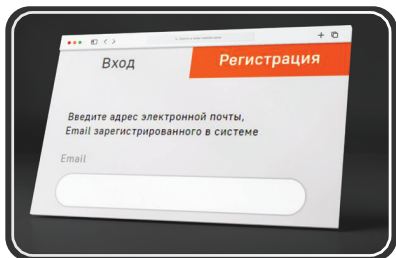 Вход
Регистрация
Введите адрес электронной почты,
Email зарегистрированного в системе
Email